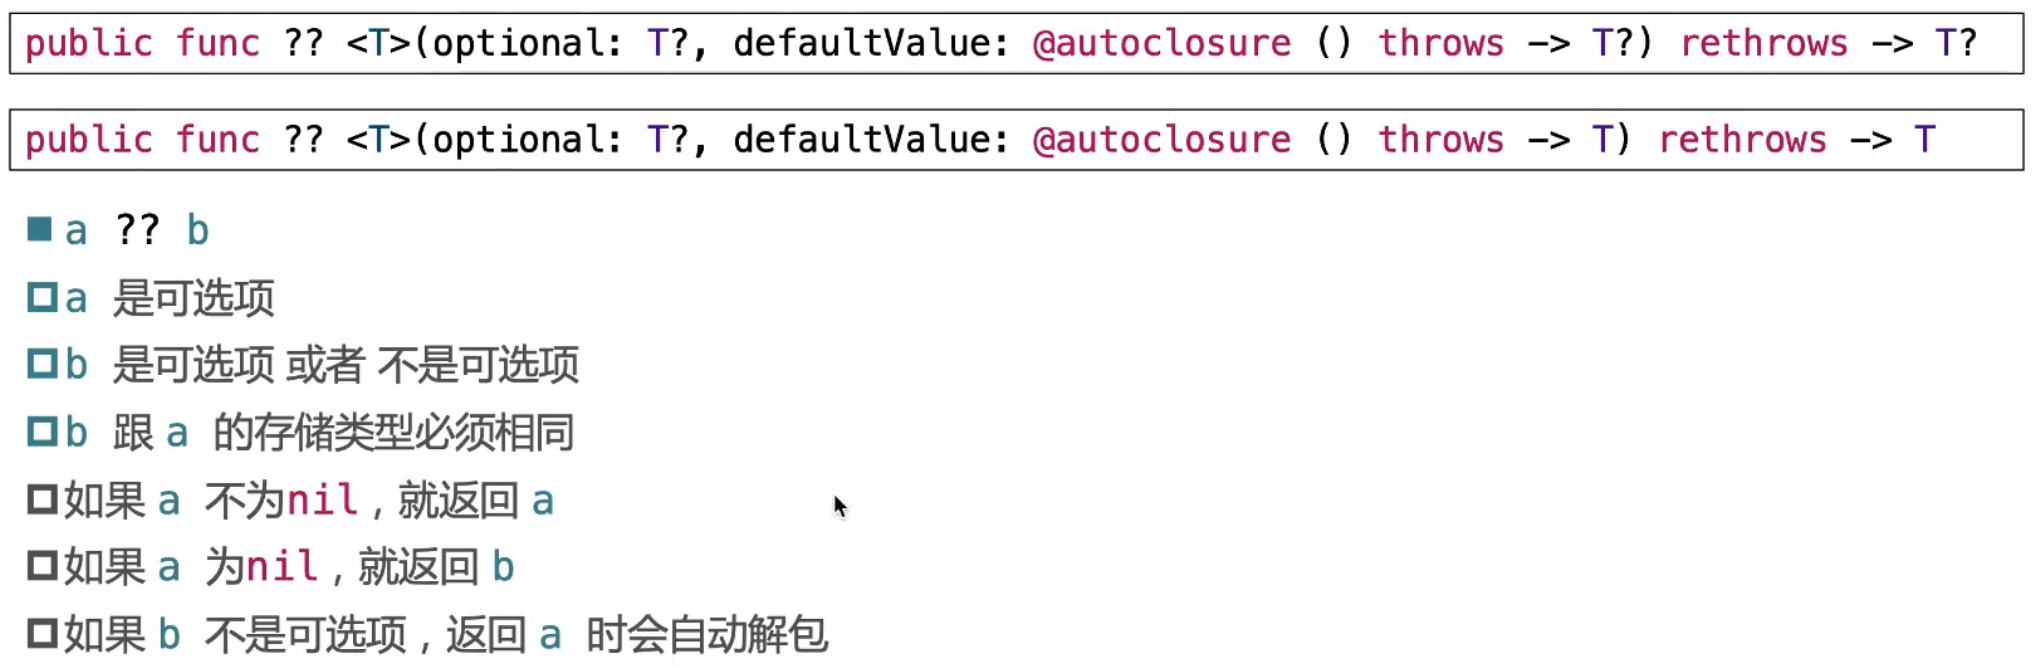 public func ?? <T>(optional: T?, defaultValue: @autoclosure () throws -> T?) rethrows -> T?
public func ?? <T>(optional: T?, defaultValue: @autoclosure () throws -> T) rethrows -> T
a ?? b
a 是可选项
b 是可选项 或者 不是可选项
b 跟 a 的存储类型必须相同
如果 a 不为nil，就返回 a
如果 a 为nil，就返回 b
如果 b 不是可选项，返回 a 时会自动解包